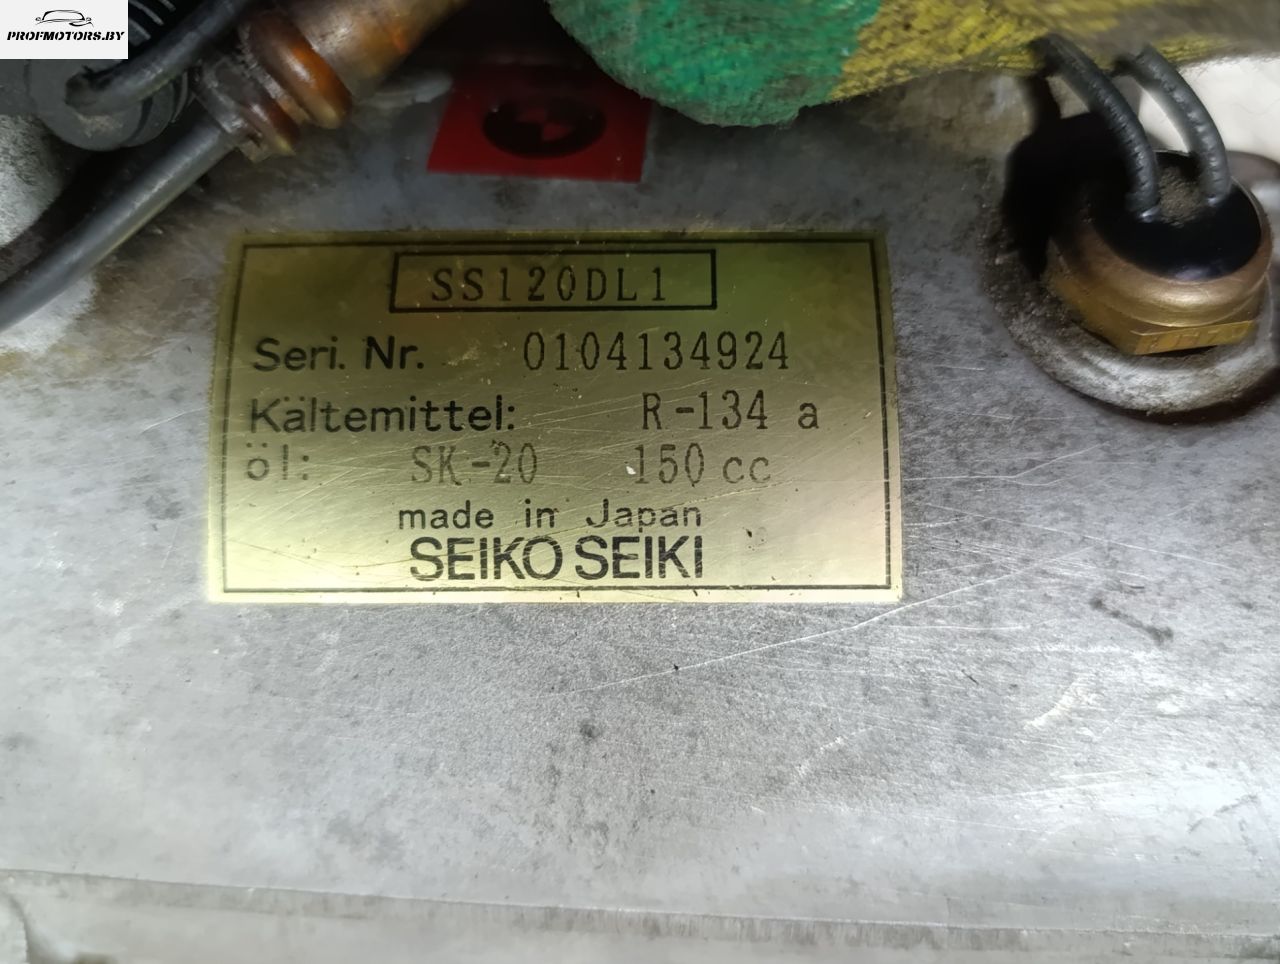 PROFMOTORS.BY
SS120DL1
Seri. Nr. 0104134924
Kältemittel: R-134 a
öl: SK-20 150 cc
made in Japan
SEIKO SEIKI